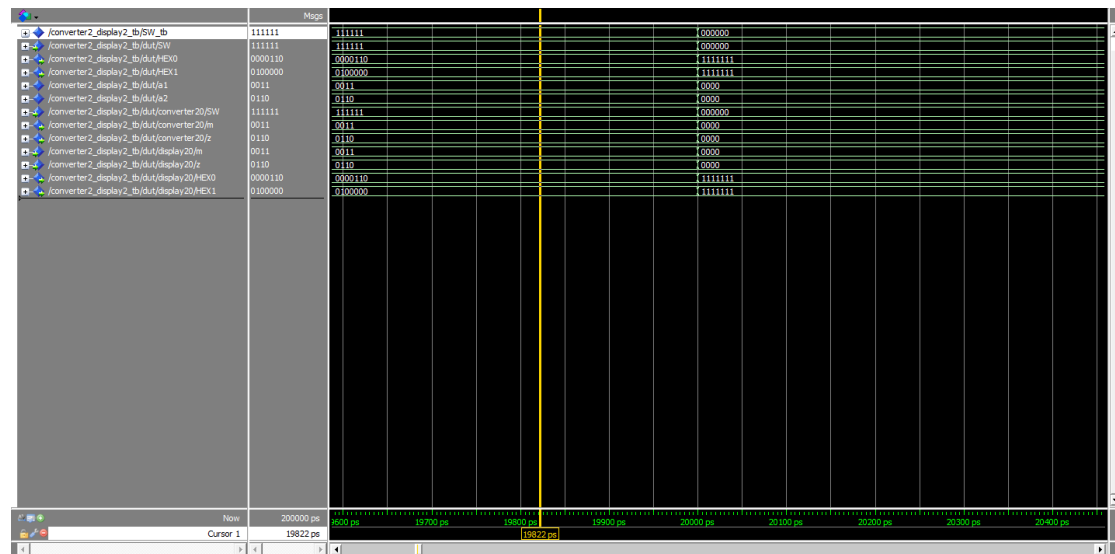 Msgs
/converter2_display2_tb/SW_tb 111111 111111 000000
/converter2_display2_tb/dut/SW 111111 111111 000000
/converter2_display2_tb/dut/HEX0 0000110 0000110 1111111
/converter2_display2_tb/dut/HEX1 0100000 0100000 1111111
/converter2_display2_tb/dut/a1 0011 0011 0000
/converter2_display2_tb/dut/a2 0110 0110 0000
/converter2_display2_tb/dut/converter20/SW 111111 111111 000000
/converter2_display2_tb/dut/converter20/m 0011 0011 0000
/converter2_display2_tb/dut/converter20/z 0110 0110 0000
/converter2_display2_tb/dut/display20/m 0011 0011 0000
/converter2_display2_tb/dut/display20/z 0110 0110 0000
/converter2_display2_tb/dut/display20/HEX0 0000110 0000110 1111111
/converter2_display2_tb/dut/display20/HEX1 0100000 0100000 1111111
Now 200000 ps 9600 ps 19700 ps 19800 ps 19900 ps 20000 ps 20100 ps 20200 ps 20300 ps 20400 ps
Cursor 1 19822 ps 19822 ps